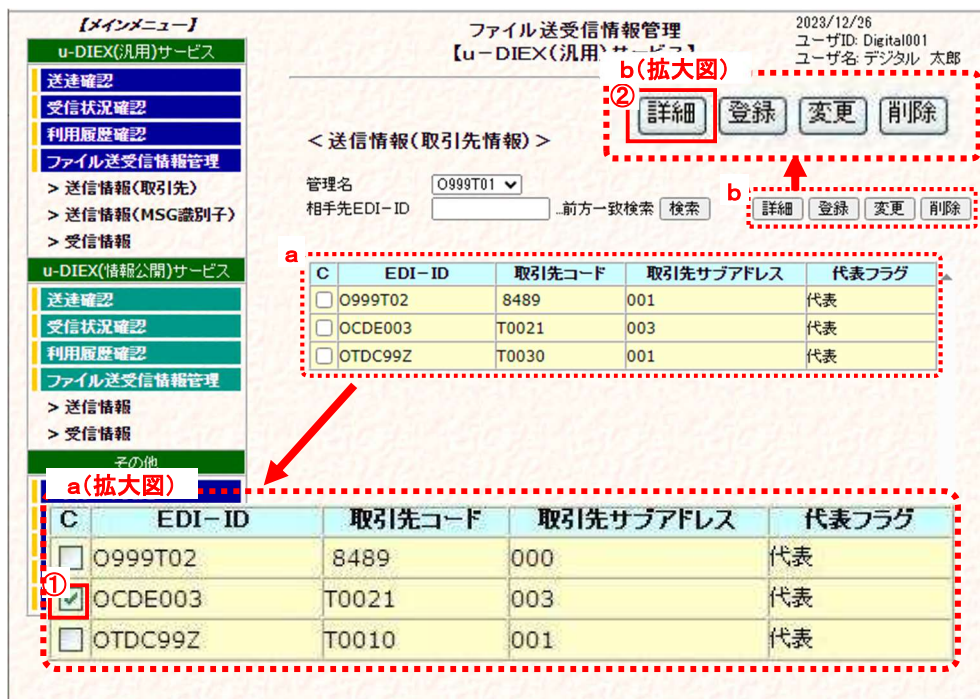 【メインメニュー】
u-DIEX(汎用)サービス
送達確認
受信状況確認
利用履歴確認
ファイル送受信情報管理
> 送信情報(取引先)
> 送信情報(MSG識別子)
> 受信情報
u-DIEX(情報公開)サービス
送達確認
受信状況確認
利用履歴確認
ファイル送受信情報管理
> 送信情報
> 受信情報
その他
ファイル送受信情報管理
【u-DIEX(汎用)サービス】
2023/12/26
ユーザID: Digital001
ユーザ名: デジタル 太郎
b(拡大図)
②
詳細 登録 変更 削除
<送信情報(取引先情報)>
管理名 O999T01
相手先EDI-ID ...前方一致検索 検索
b
詳細 登録 変更 削除
a
C EDI-ID 取引先コード 取引先サブアドレス 代表フラグ
O999T02 8489 001 代表
OCDE003 T0021 003 代表
OTDC99Z T0030 001 代表
a(拡大図)
C EDI-ID 取引先コード 取引先サブアドレス 代表フラグ
O999T02 8489 000 代表
①
OCDE003 T0021 003 代表
OTDC99Z T0010 001 代表